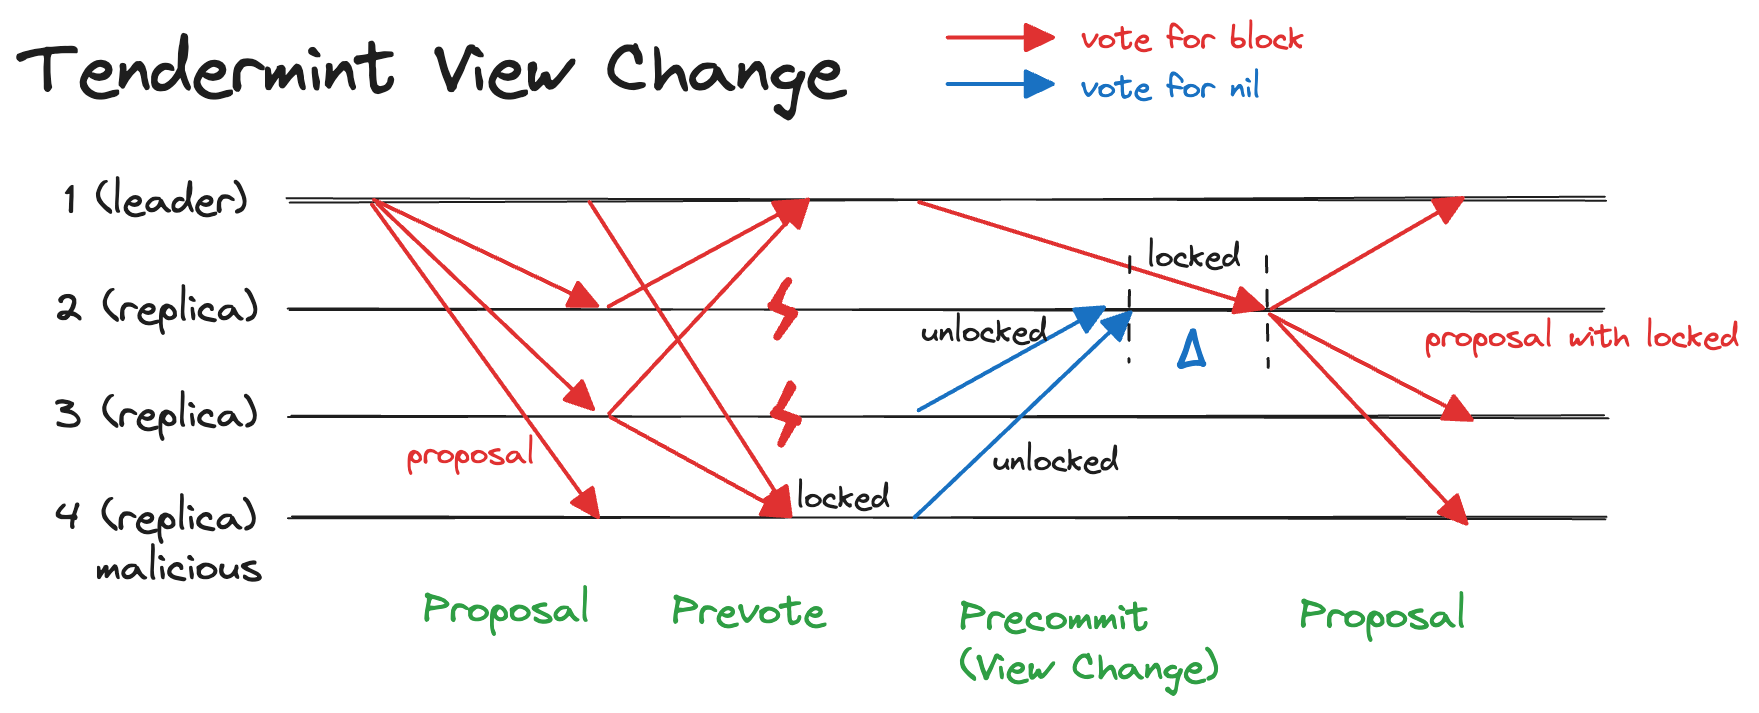 Tendermint View Change
vote for block
vote for nil
1 (leader)
locked
2 (replica)
unlocked
Δ
proposal with locked
3 (replica)
proposal
unlocked
locked
4 (replica)
malicious
Proposal
Prevote
Precommit
(View Change)
Proposal